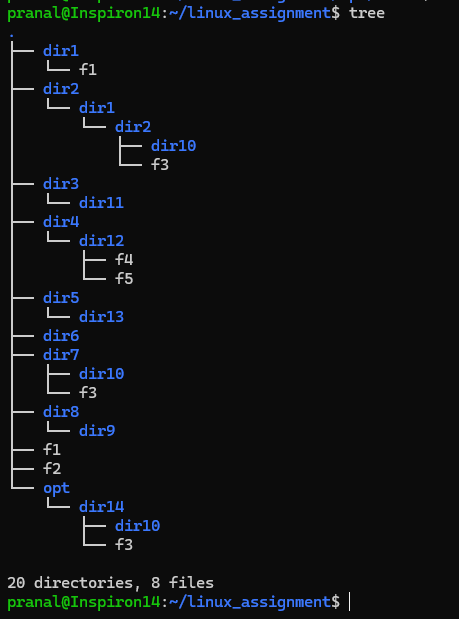 pranal@Inspiron14:~/linux_assignment$ tree
.
├── dir1
│   └── f1
├── dir2
│   └── dir1
│       └── dir2
│           ├── dir10
│           └── f3
├── dir3
│   └── dir11
├── dir4
│   └── dir12
│       ├── f4
│       └── f5
├── dir5
│   └── dir13
├── dir6
├── dir7
│   ├── dir10
│   └── f3
├── dir8
│   └── dir9
├── f1
├── f2
└── opt
    └── dir14
        ├── dir10
        └── f3

20 directories, 8 files
pranal@Inspiron14:~/linux_assignment$